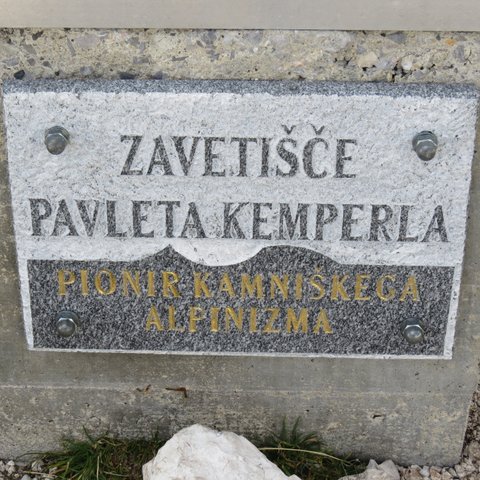 ZAVETIŠČE
PAVLETA KEMPERLA
PIONIR KAMNIŠKEGA
ALPINIZMA